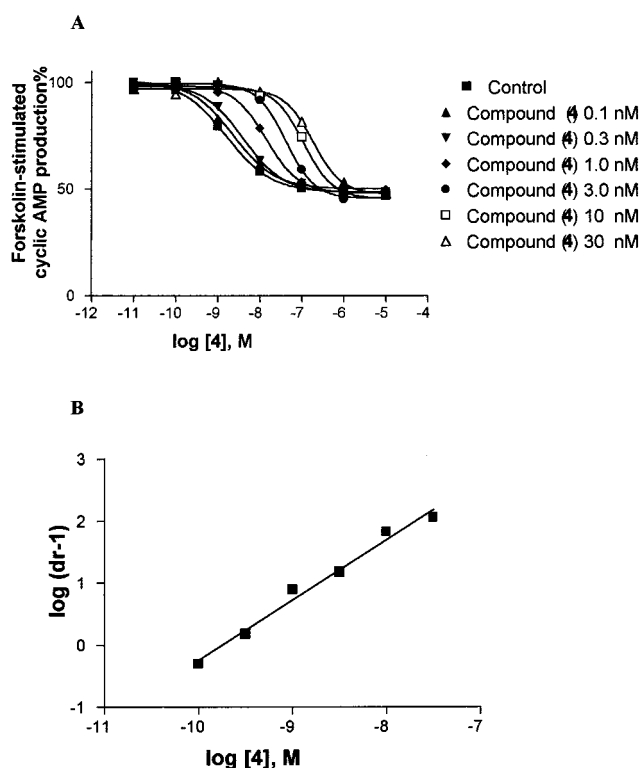 A
Forskolin-stimulated
cyclic AMP production%
100
50
0
-12 -11 -10 -9 -8 -7 -6 -5 -4
log [4], M
Control
Compound (4) 0.1 nM
Compound (4) 0.3 nM
Compound (4) 1.0 nM
Compound (4) 3.0 nM
Compound (4) 10 nM
Compound (4) 30 nM
B
log (dr-1)
3
2
1
0
-1
-11 -10 -9 -8 -7
log [4], M